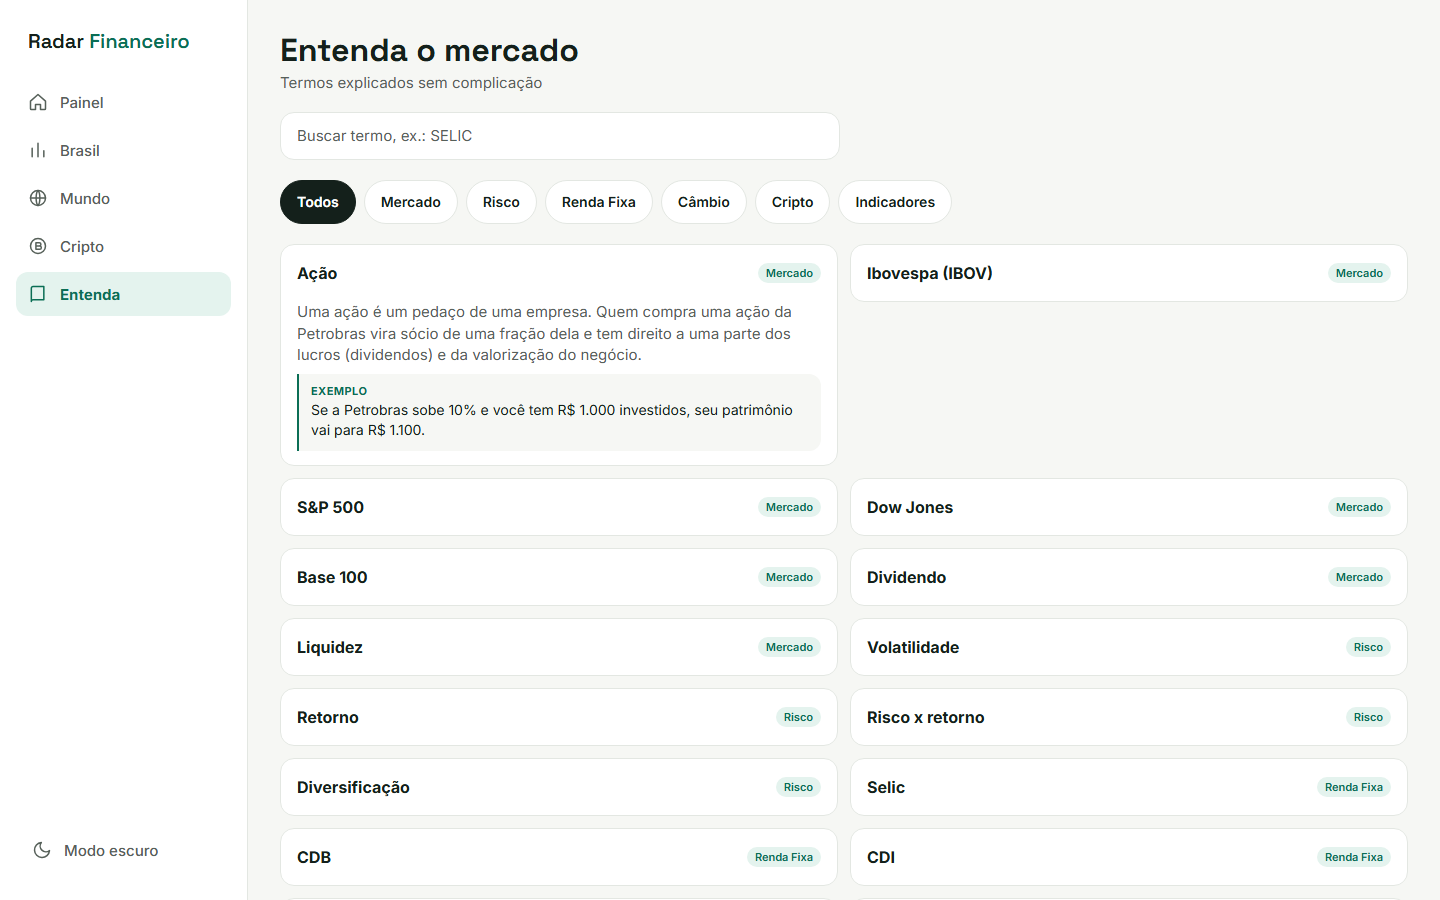 Radar Financeiro
Painel
Brasil
Mundo
Cripto
Entenda
Modo escuro
Entenda o mercado
Termos explicados sem complicação
Buscar termo, ex.: SELIC
Todos
Mercado
Risco
Renda Fixa
Câmbio
Cripto
Indicadores
Ação
Mercado
Uma ação é um pedaço de uma empresa. Quem compra uma ação da
Petrobras vira sócio de uma fração dela e tem direito a uma parte dos
lucros (dividendos) e da valorização do negócio.
EXEMPLO
Se a Petrobras sobe 10% e você tem R$ 1.000 investidos, seu patrimônio
vai para R$ 1.100.
Ibovespa (IBOV)
Mercado
S&P 500
Mercado
Dow Jones
Mercado
Base 100
Mercado
Dividendo
Mercado
Liquidez
Mercado
Volatilidade
Risco
Retorno
Risco
Risco x retorno
Risco
Diversificação
Risco
Selic
Renda Fixa
CDB
Renda Fixa
CDI
Renda Fixa